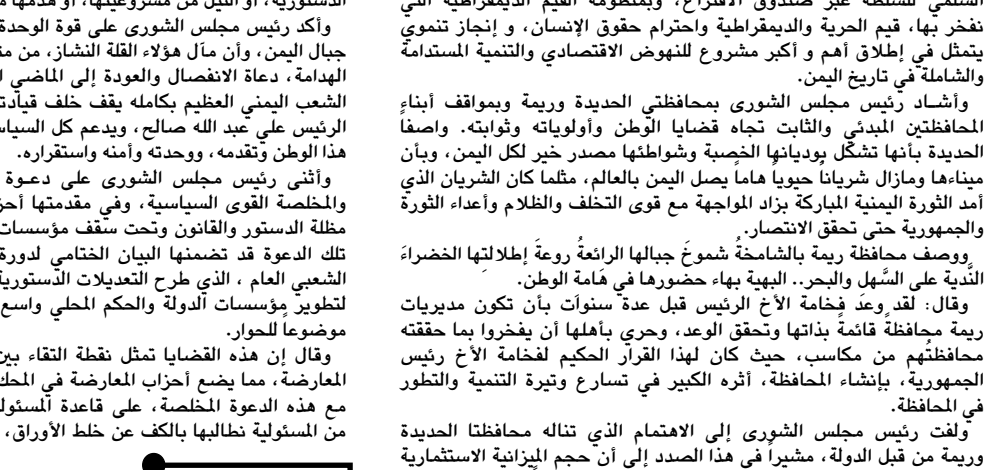 السلمي للسلطة عبر صندوق الاقتراع، وبمنظومة القيم الديمقراطية التي
نفخر بها، قيم الحرية والديمقراطية واحترام حقوق الإنسان، و إنجاز تنموي
يتمثل في إطلاق أهم و أكبر مشروع للنهوض الاقتصادي والتنمية المستدامة
والشاملة في تاريخ اليمن.
وأشــاد رئيس مجلس الشورى بمحافظتي الحديدة وريمة وبمواقف أبناءِ
المحافظتين المبدئي والثابت تجاه قضايا الوطن وأولوياته وثوابته. واصفاً
الحديدة بأنها تشكّل بوديانها الخصبة وشواطئها مصدر خير لكل اليمن، وبأن
ميناءها ومازال شرياناً حيوياً هاماً يصل اليمن بالعالم، مثلما كان الشريان الذي
أمد الثورة اليمنية المباركة بزاد المواجهة مع قوى التخلف والظلام وأعداء الثورة
والجمهورية حتى تحقق الانتصار.
ووصف محافظة ريمة بالشامخةُ شموخَ جبالها الرائعةُ روعةَ إطلالتِها الخضراءَ
النَّدية على السَّهل والبحر.. البهية بهاء حضورها في هَامة الوطن.
وقال: لقد وعدَ فخامة الأخ الرئيس قبل عدة سنوات بأن تكون مديريات
ريمة محافظةً قائمة بذاتها وتحقق الوعد، وحري بأهلها أن يفخروا بما حققته
محافظتُهم من مكاسب، حيث كان لهذا القرار الحكيم لفخامة الأخ رئيس
الجمهورية، بإنشاء المحافظة، أثره الكبير في تسارع وتيرة التنمية والتطور
في المحافظة.
ولفت رئيس مجلس الشورى إلى الاهتمام الذي تناله محافظتا الحديدة
وريمة من قبل الدولة، مشيراً في هذا الصدد إلى أن حجم الميزانية الاستثمارية
الدستورية، أو النيل من مشروعيتها، أو هدمها
وأكد رئيس مجلس الشورى على قوة الوحدة
جبال اليمن، وأن مآل هؤلاء القلة النشاز، من
الهدامة، دعاة الانفصال والعودة إلى الماضي
الشعب اليمني العظيم بكامله يقف خلف
الرئيس علي عبد الله صالح، ويدعم كل
هذا الوطن وتقدمه، ووحدته وأمنه واستقراره.
وأثنى رئيس مجلس الشورى على دعـوة
والمخلصة القوى السياسية، وفي مقدمتها
مظلة الدستور والقانون وتحت سقف مؤسسات
تلك الدعوة قد تضمنها البيان الختامي لدورة
الشعبي العام ، الذي طرح التعديلات الدستورية
لتطوير مؤسسات الدولة والحكم المحلي واسع
موضوعاً للحوار.
وقال إن هذه القضايا تمثل نقطة التقاء بين
المعارضة، مما يضع أحزاب المعارضة في
مع هذه الدعوة المخلصة، على قاعدة
من المسئولية نطالبها بالكف عن خلط الأوراق،